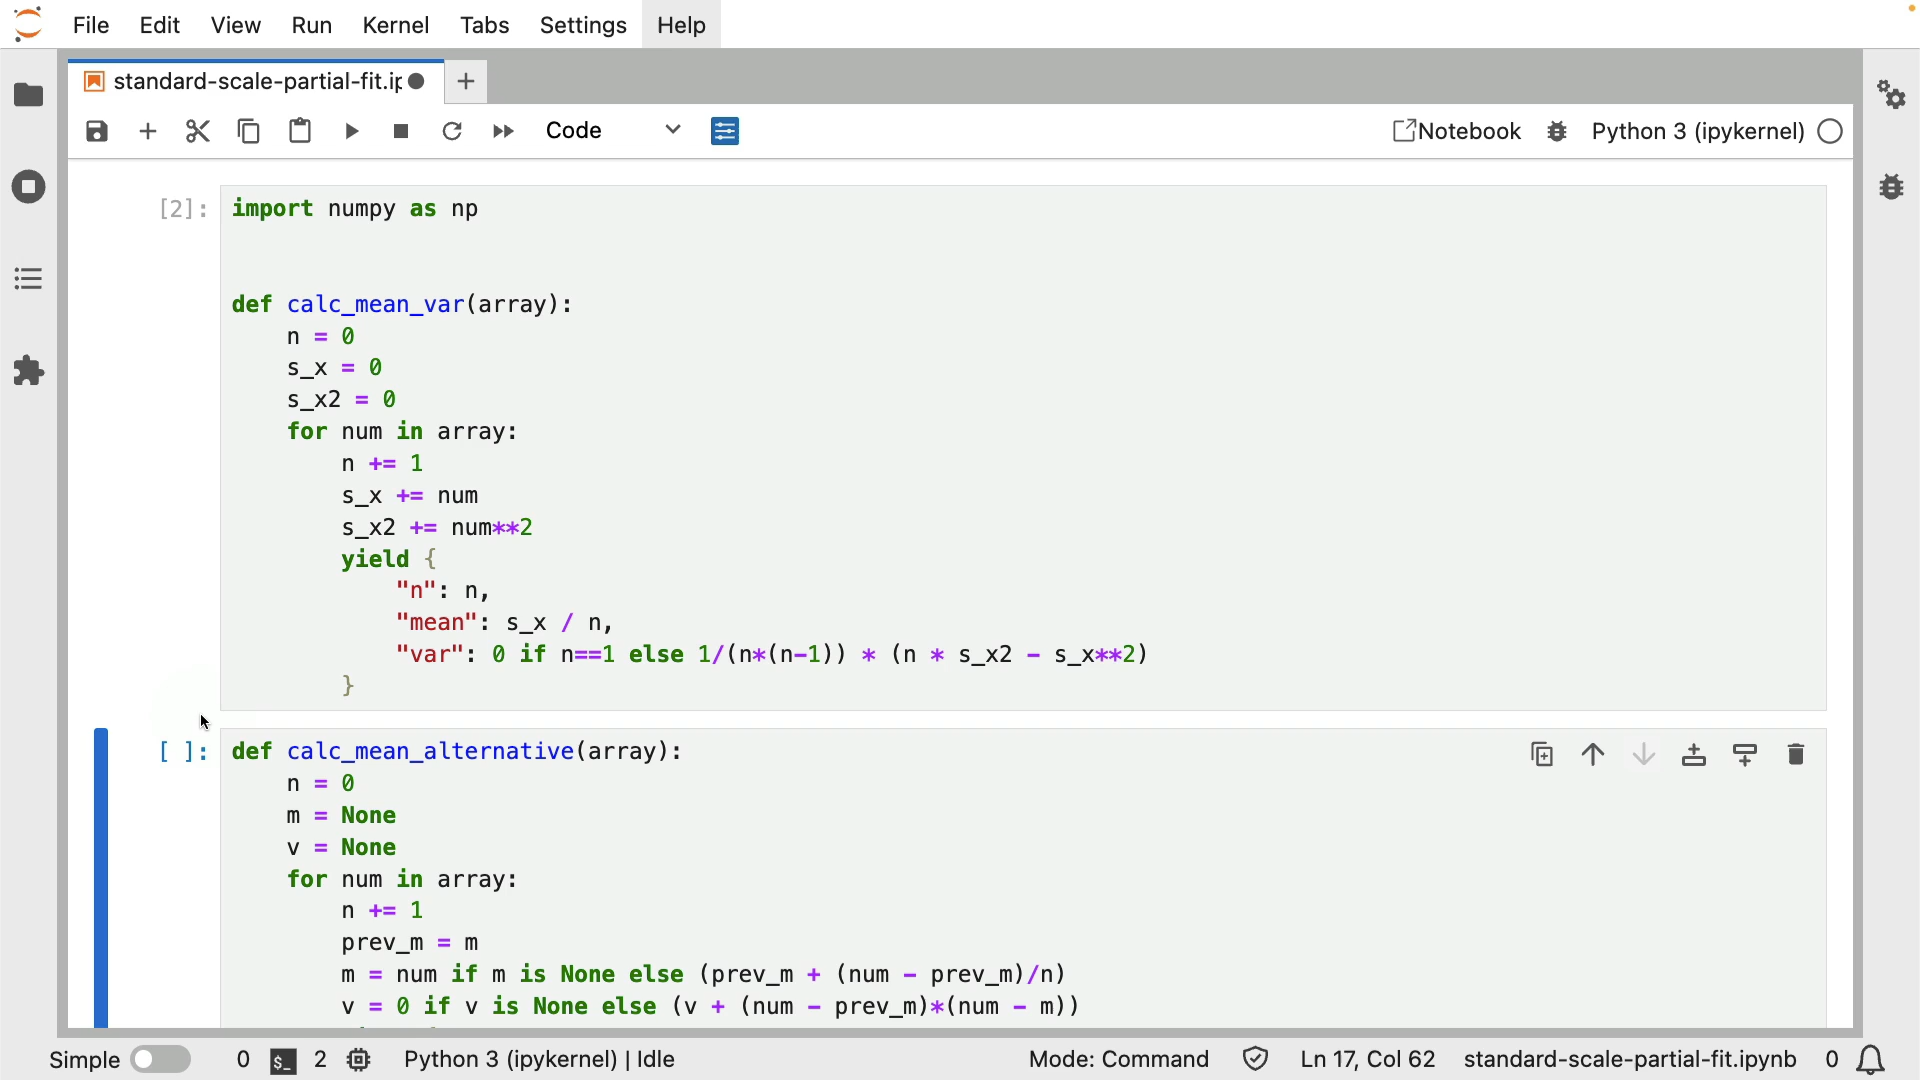 File Edit View Run Kernel Tabs Settings Help
standard-scale-partial-fit.ip
Code Notebook Python 3 (ipykernel)
[2]: import numpy as np
def calc_mean_var(array):
n = 0
s_x = 0
s_x2 = 0
for num in array:
n += 1
s_x += num
s_x2 += num**2
yield {
"n": n,
"mean": s_x / n,
"var": 0 if n==1 else 1/(n*(n-1)) * (n * s_x2 - s_x**2)
}
[ ]: def calc_mean_alternative(array):
n = 0
m = None
v = None
for num in array:
n += 1
prev_m = m
m = num if m is None else (prev_m + (num - prev_m)/n)
v = 0 if v is None else (v + (num - prev_m)*(num - m))
Simple 0 $_ 2 Python 3 (ipykernel) | Idle Mode: Command Ln 17, Col 62 standard-scale-partial-fit.ipynb 0